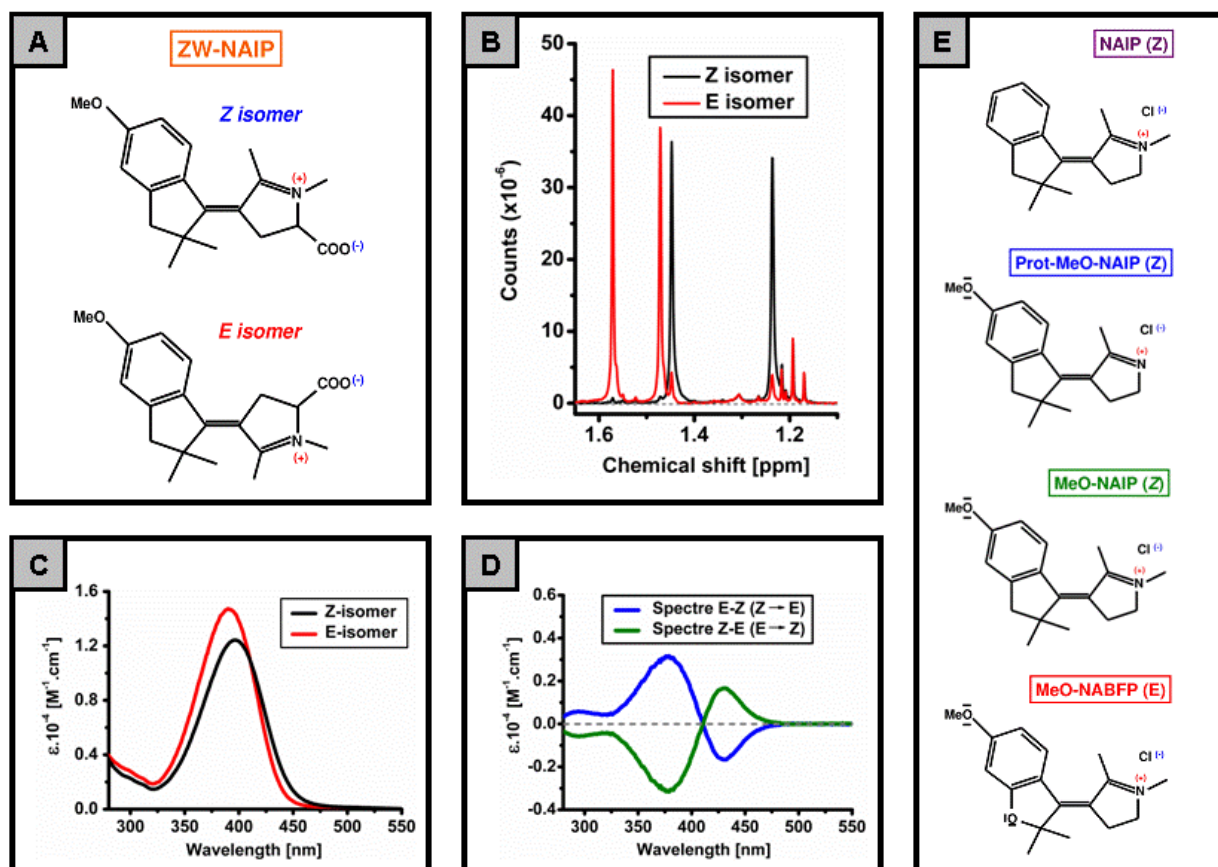 A
ZW-NAIP
Z isomer
MeO
(+)
N
COO(-)
E isomer
MeO
COO(-)
N
(+)
B
50
40
30
20
10
0
Counts (x10-6)
Z isomer
E isomer
1.6
1.4
1.2
Chemical shift [ppm]
C
1.6
1.2
0.8
0.4
0.0
ε.10-4 [M-1.cm-1]
Z-isomer
E-isomer
300
350
400
450
500
550
Wavelength [nm]
D
0.6
0.4
0.2
0.0
-0.2
-0.4
ε.10-4 [M-1.cm-1]
Spectre E-Z (Z → E)
Spectre Z-E (E → Z)
300
350
400
450
500
550
Wavelength [nm]
E
NAIP (Z)
Cl (-)
(+)
N
Prot-MeO-NAIP (Z)
MeO
Cl (-)
(+)
N
MeO-NAIP (Z)
MeO
Cl (-)
(+)
N
MeO-NABFP (E)
MeO
Cl (-)
(+)
N
IO